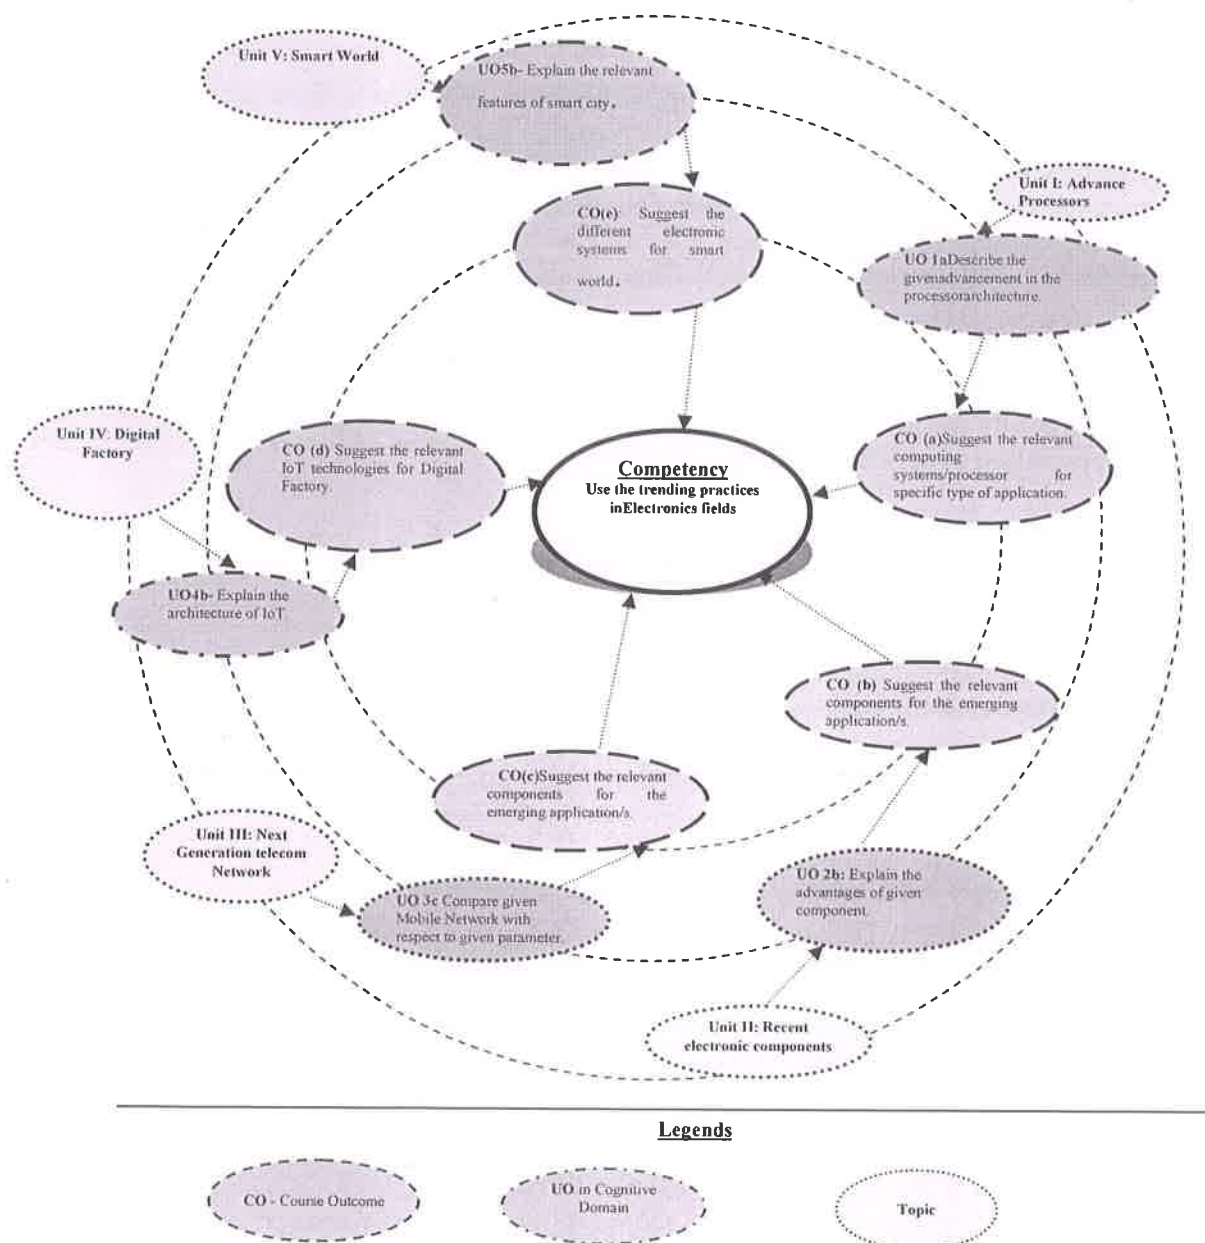 Unit V: Smart World
UO5b- Explain the relevant
features of smart city.
Unit I: Advance
Processors
CO(e) Suggest the
different electronic
systems for smart
world.
UO 1aDescribe the
givenadvancement in the
processorarchitecture.
Unit IV: Digital
Factory
CO (d) Suggest the relevant
IoT technologies for Digital
Factory.
Competency
Use the trending practices
inElectronics fields
CO (a)Suggest the relevant
computing
systems/processor for
specific type of application.
UO4b- Explain the
architecture of IoT.
CO (b) Suggest the relevant
components for the emerging
application/s.
CO(c)Suggest the relevant
components for the
emerging application/s.
Unit III: Next
Generation telecom
Network
UO 3c Compare given
Mobile Network with
respect to given parameter.
UO 2b: Explain the
advantages of given
component.
Unit II: Recent
electronic components
Legends
CO - Course Outcome
UO in Cognitive
Domain
Topic